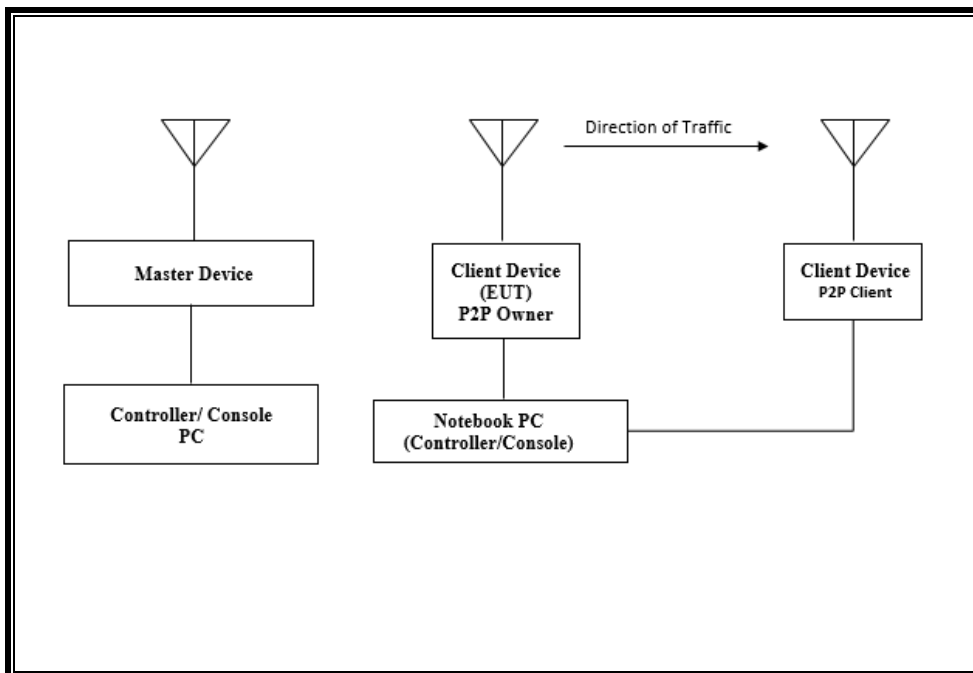 Direction of Traffic
Master Device
Client Device
(EUT)
P2P Owner
Client Device
P2P Client
Controller/ Console
PC
Notebook PC
(Controller/Console)